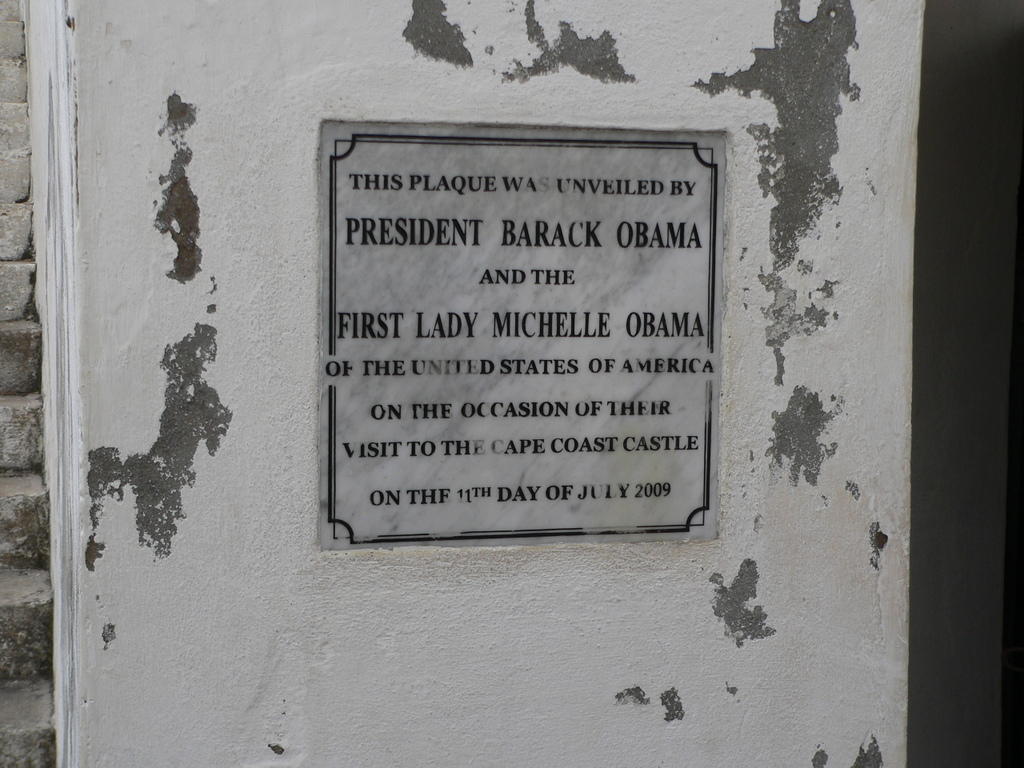 THIS PLAQUE WAS UNVEILED BY
PRESIDENT BARACK OBAMA
AND THE
FIRST LADY MICHELLE OBAMA
OF THE UNITED STATES OF AMERICA
ON THE OCCASION OF THEIR
VISIT TO THE CAPE COAST CASTLE
ON THE 11TH DAY OF JULY 2009